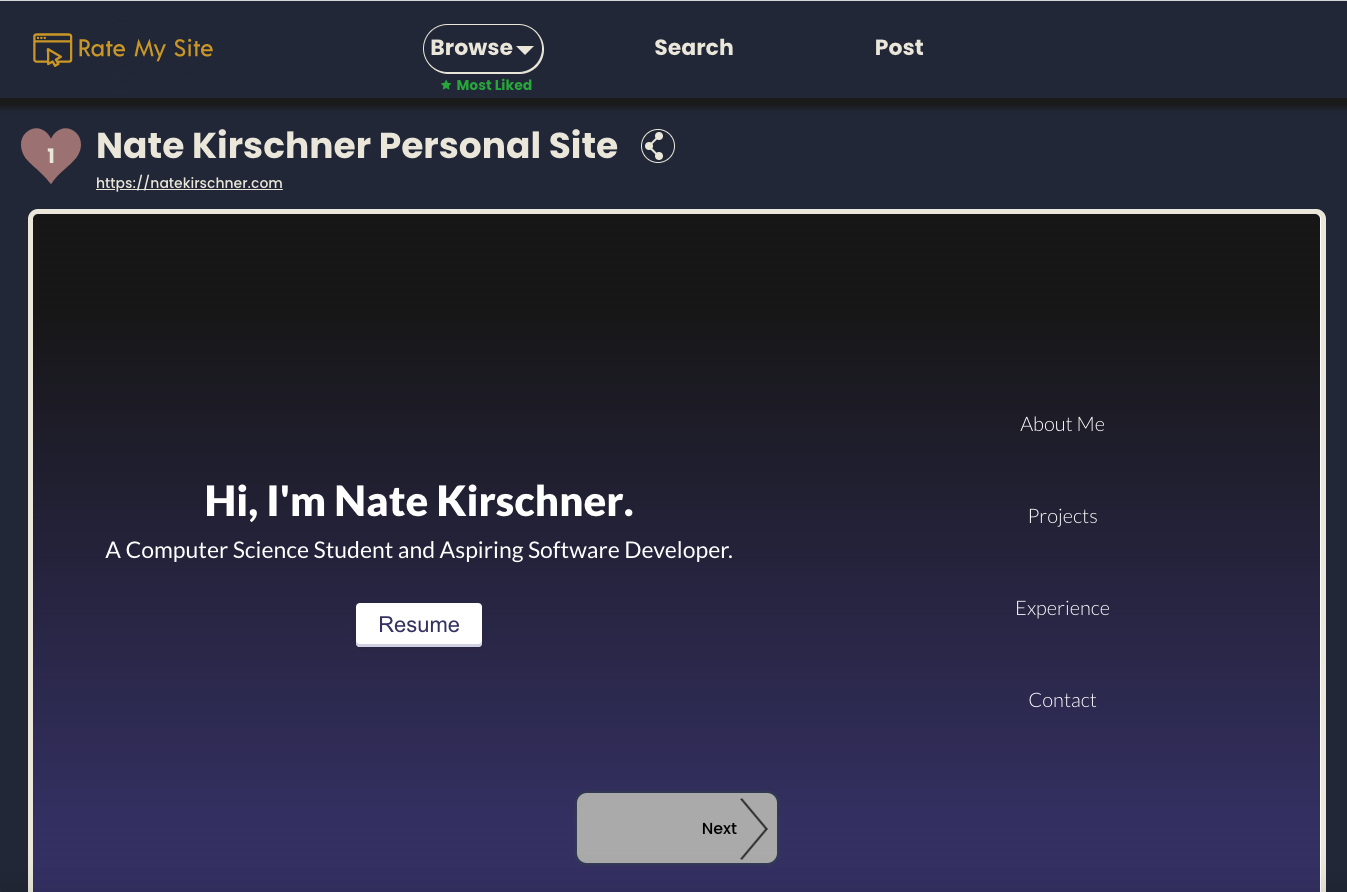 Rate My Site
Browse
Search
Post
★ Most Liked
1
Nate Kirschner Personal Site
https://natekirschner.com
About Me
Hi, I'm Nate Kirschner.
Projects
A Computer Science Student and Aspiring Software Developer.
Experience
Resume
Contact
Next